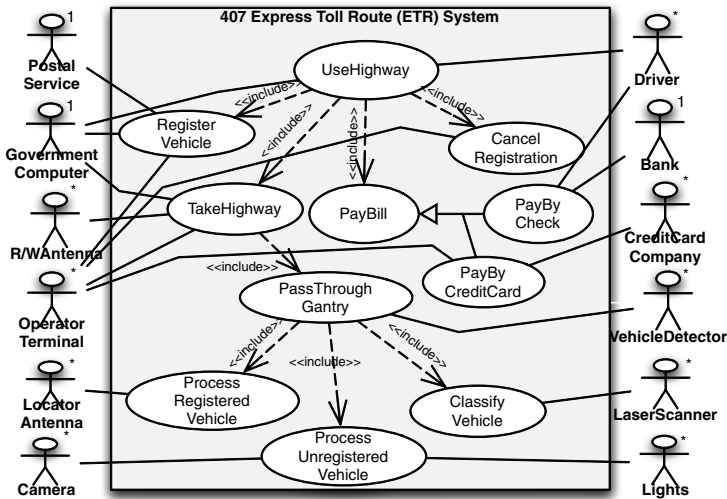 407 Express Toll Route (ETR) System
1
Postal
Service
1
Government
Computer
*
R/WAntenna
*
Operator
Terminal
*
Locator
Antenna
*
Camera
UseHighway
<<include>>
<<include>>
<<include>>
<<include>>
Register
Vehicle
Cancel
Registration
TakeHighway
PayBill
PayBy
Check
<<include>>
PayBy
CreditCard
PassThrough
Gantry
<<include>>
<<include>>
<<include>>
Process
Registered
Vehicle
Classify
Vehicle
Process
Unregistered
Vehicle
*
Driver
1
Bank
*
CreditCard
Company
*
VehicleDetector
*
LaserScanner
*
Lights